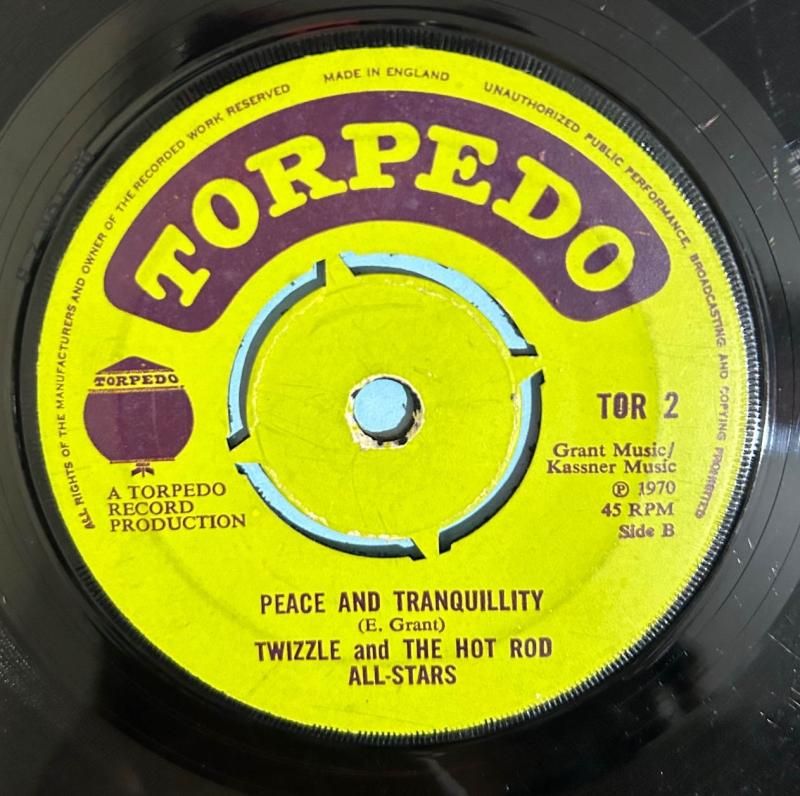 ALL RIGHTS OF THE MANUFACTURERS AND OWNER OF THE RECORDED WORK RESERVED
MADE IN ENGLAND
UNAUTHORIZED PUBLIC PERFORMANCE, BROADCASTING AND COPYING PROHIBITED
TORPEDO
TORPEDO
A TORPEDO
RECORD
PRODUCTION
TOR 2
Grant Music/
Kassner Music
℗ 1970
45 RPM
Side B
PEACE AND TRANQUILLITY
(E. Grant)
TWIZZLE and THE HOT ROD
ALL-STARS